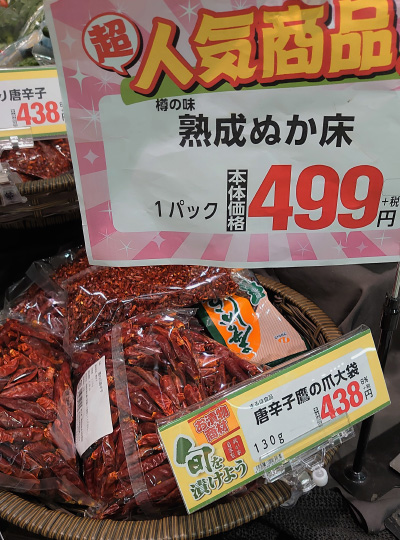 超
人気商品
樽の味
熟成ぬか床
1パック
本体価格
499
+税
円
り唐辛子
438
唐辛子鷹の爪大袋
130g
438
円
旬を
漬けよう